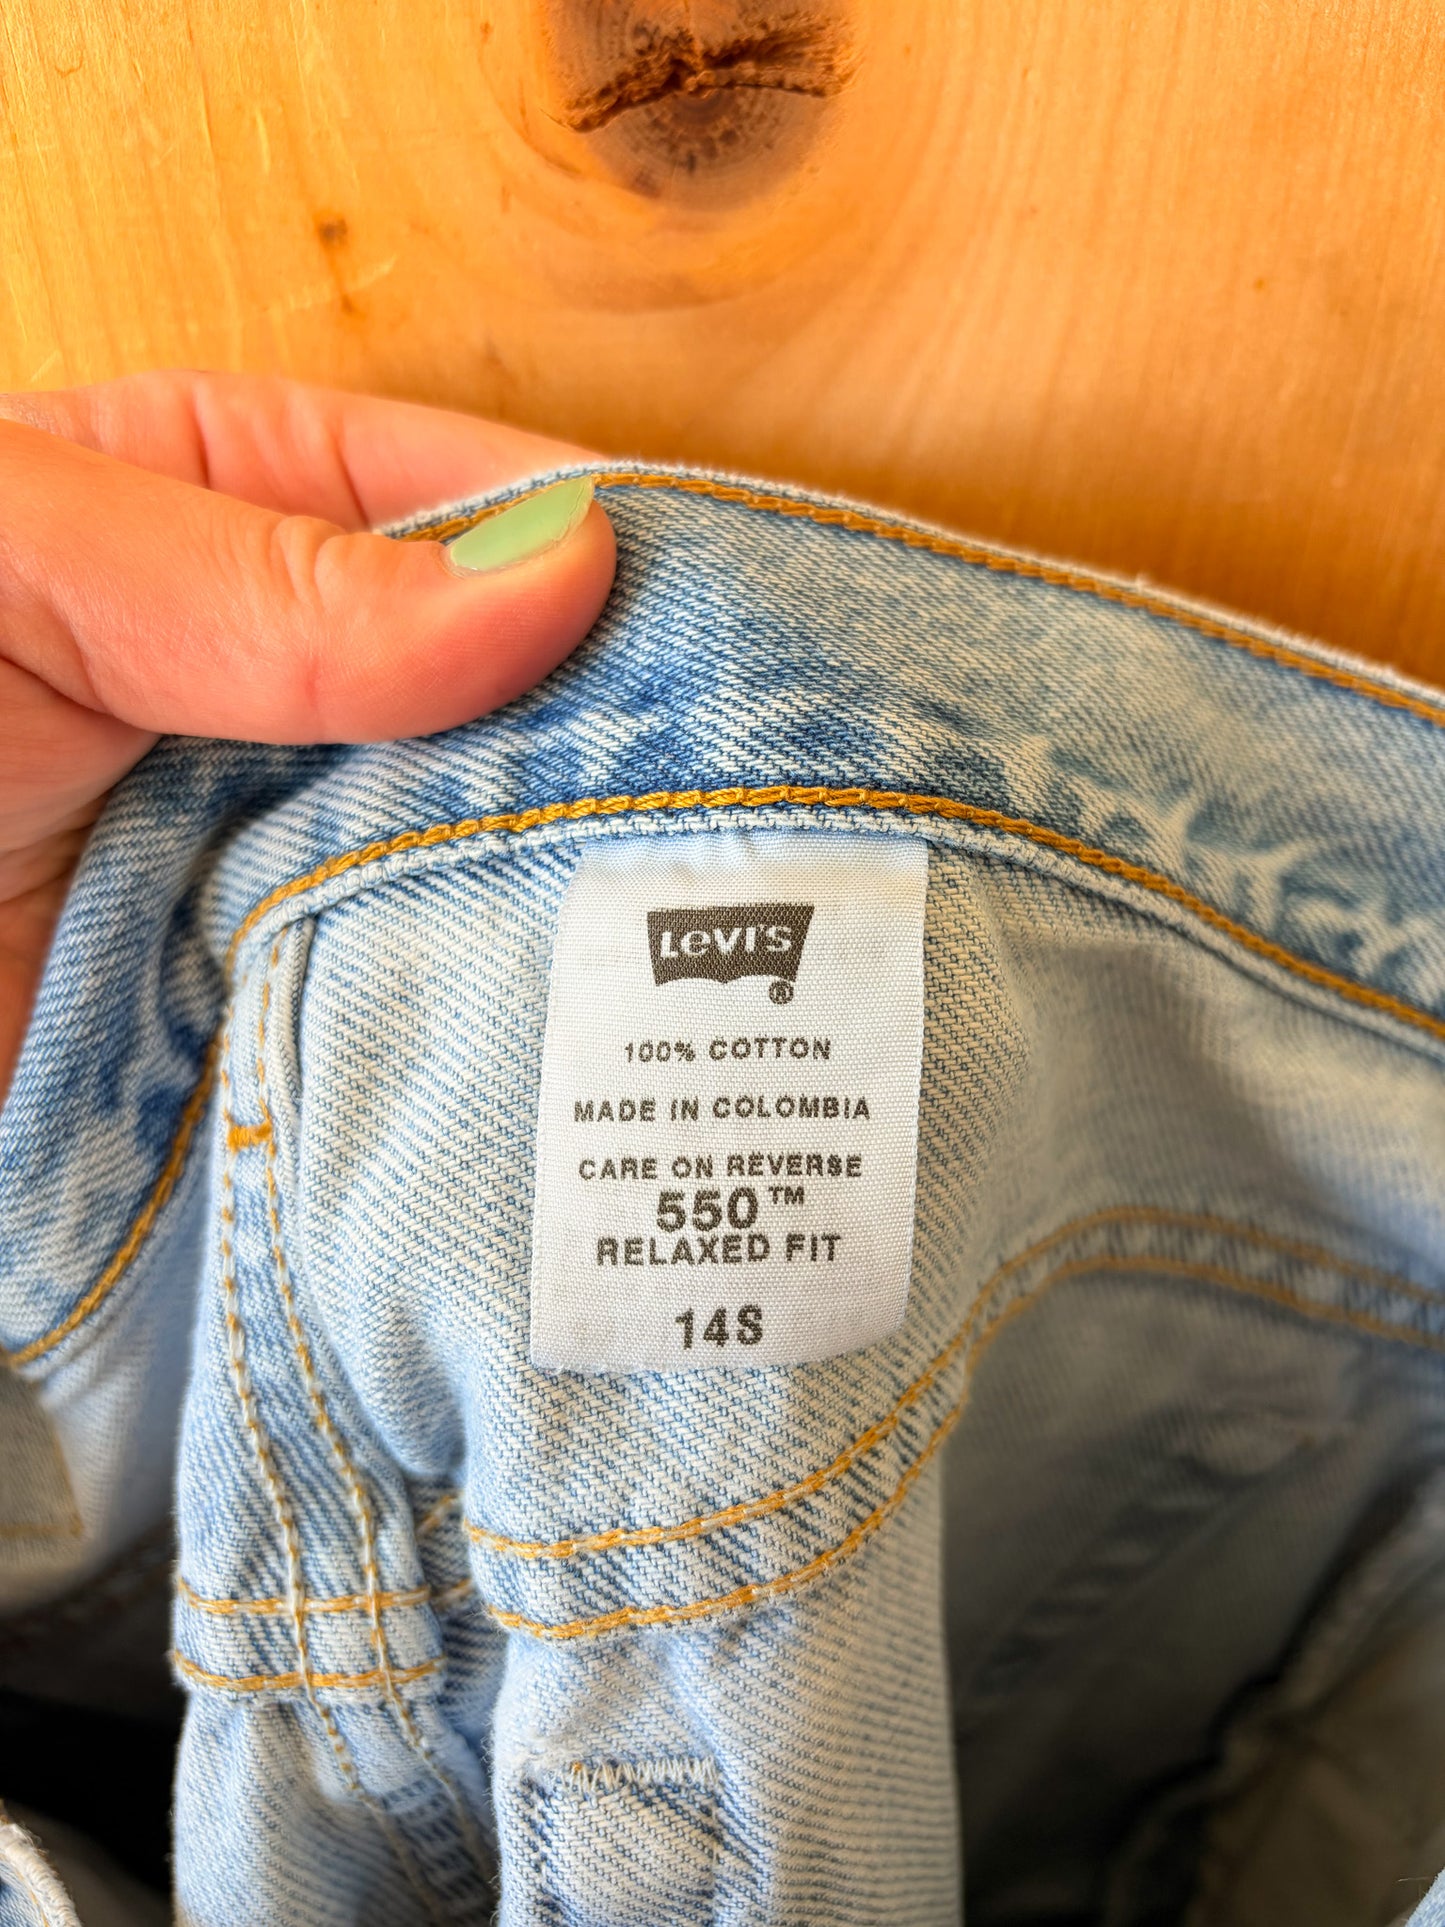 LEVI'S
®
100% COTTON
MADE IN COLOMBIA
CARE ON REVERSE
550™
RELAXED FIT
14S